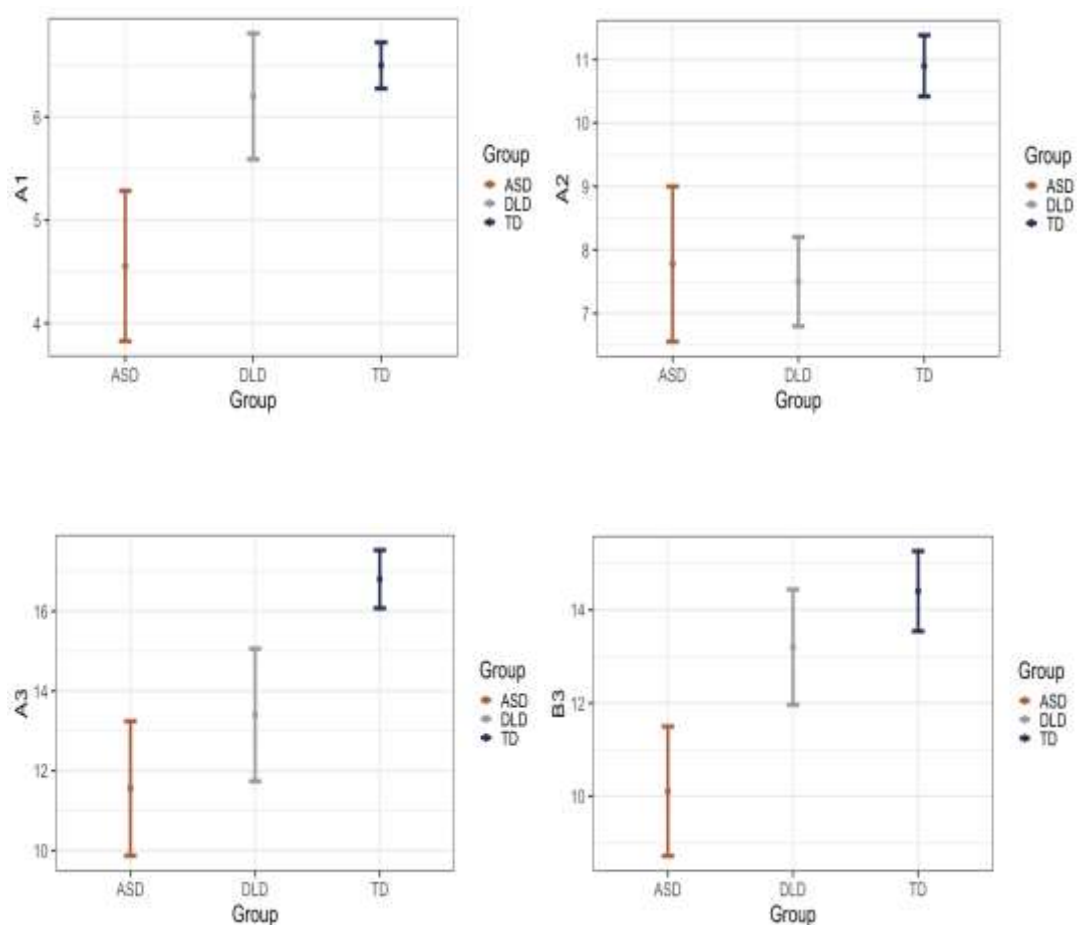 A1
6
5
4
ASD DLD TD
Group
Group
ASD
DLD
TD
A2
11
10
9
8
7
ASD DLD TD
Group
Group
ASD
DLD
TD
A3
16
14
12
10
ASD DLD TD
Group
Group
ASD
DLD
TD
B3
14
12
10
ASD DLD TD
Group
Group
ASD
DLD
TD